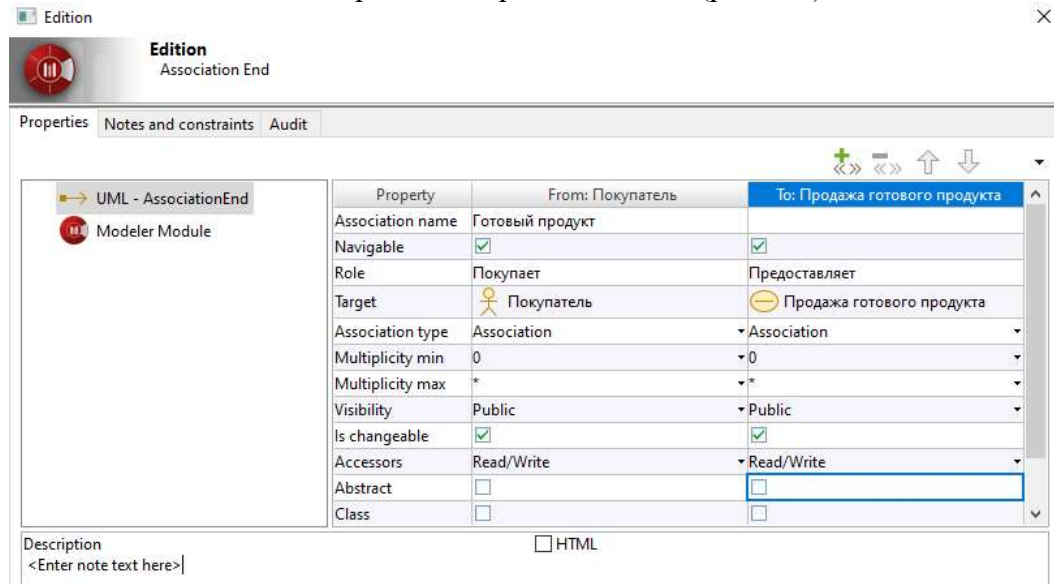 Edition
Edition
Association End
Properties Notes and constraints Audit
UML - AssociationEnd
Modeler Module
Property From: Покупатель To: Продажа готового продукта
Association name Готовый продукт
Navigable
Role Покупает Предоставляет
Target Покупатель Продажа готового продукта
Association type Association Association
Multiplicity min 0 0
Multiplicity max * *
Visibility Public Public
Is changeable
Accessors Read/Write Read/Write
Abstract
Class
Description HTML
<Enter note text here>